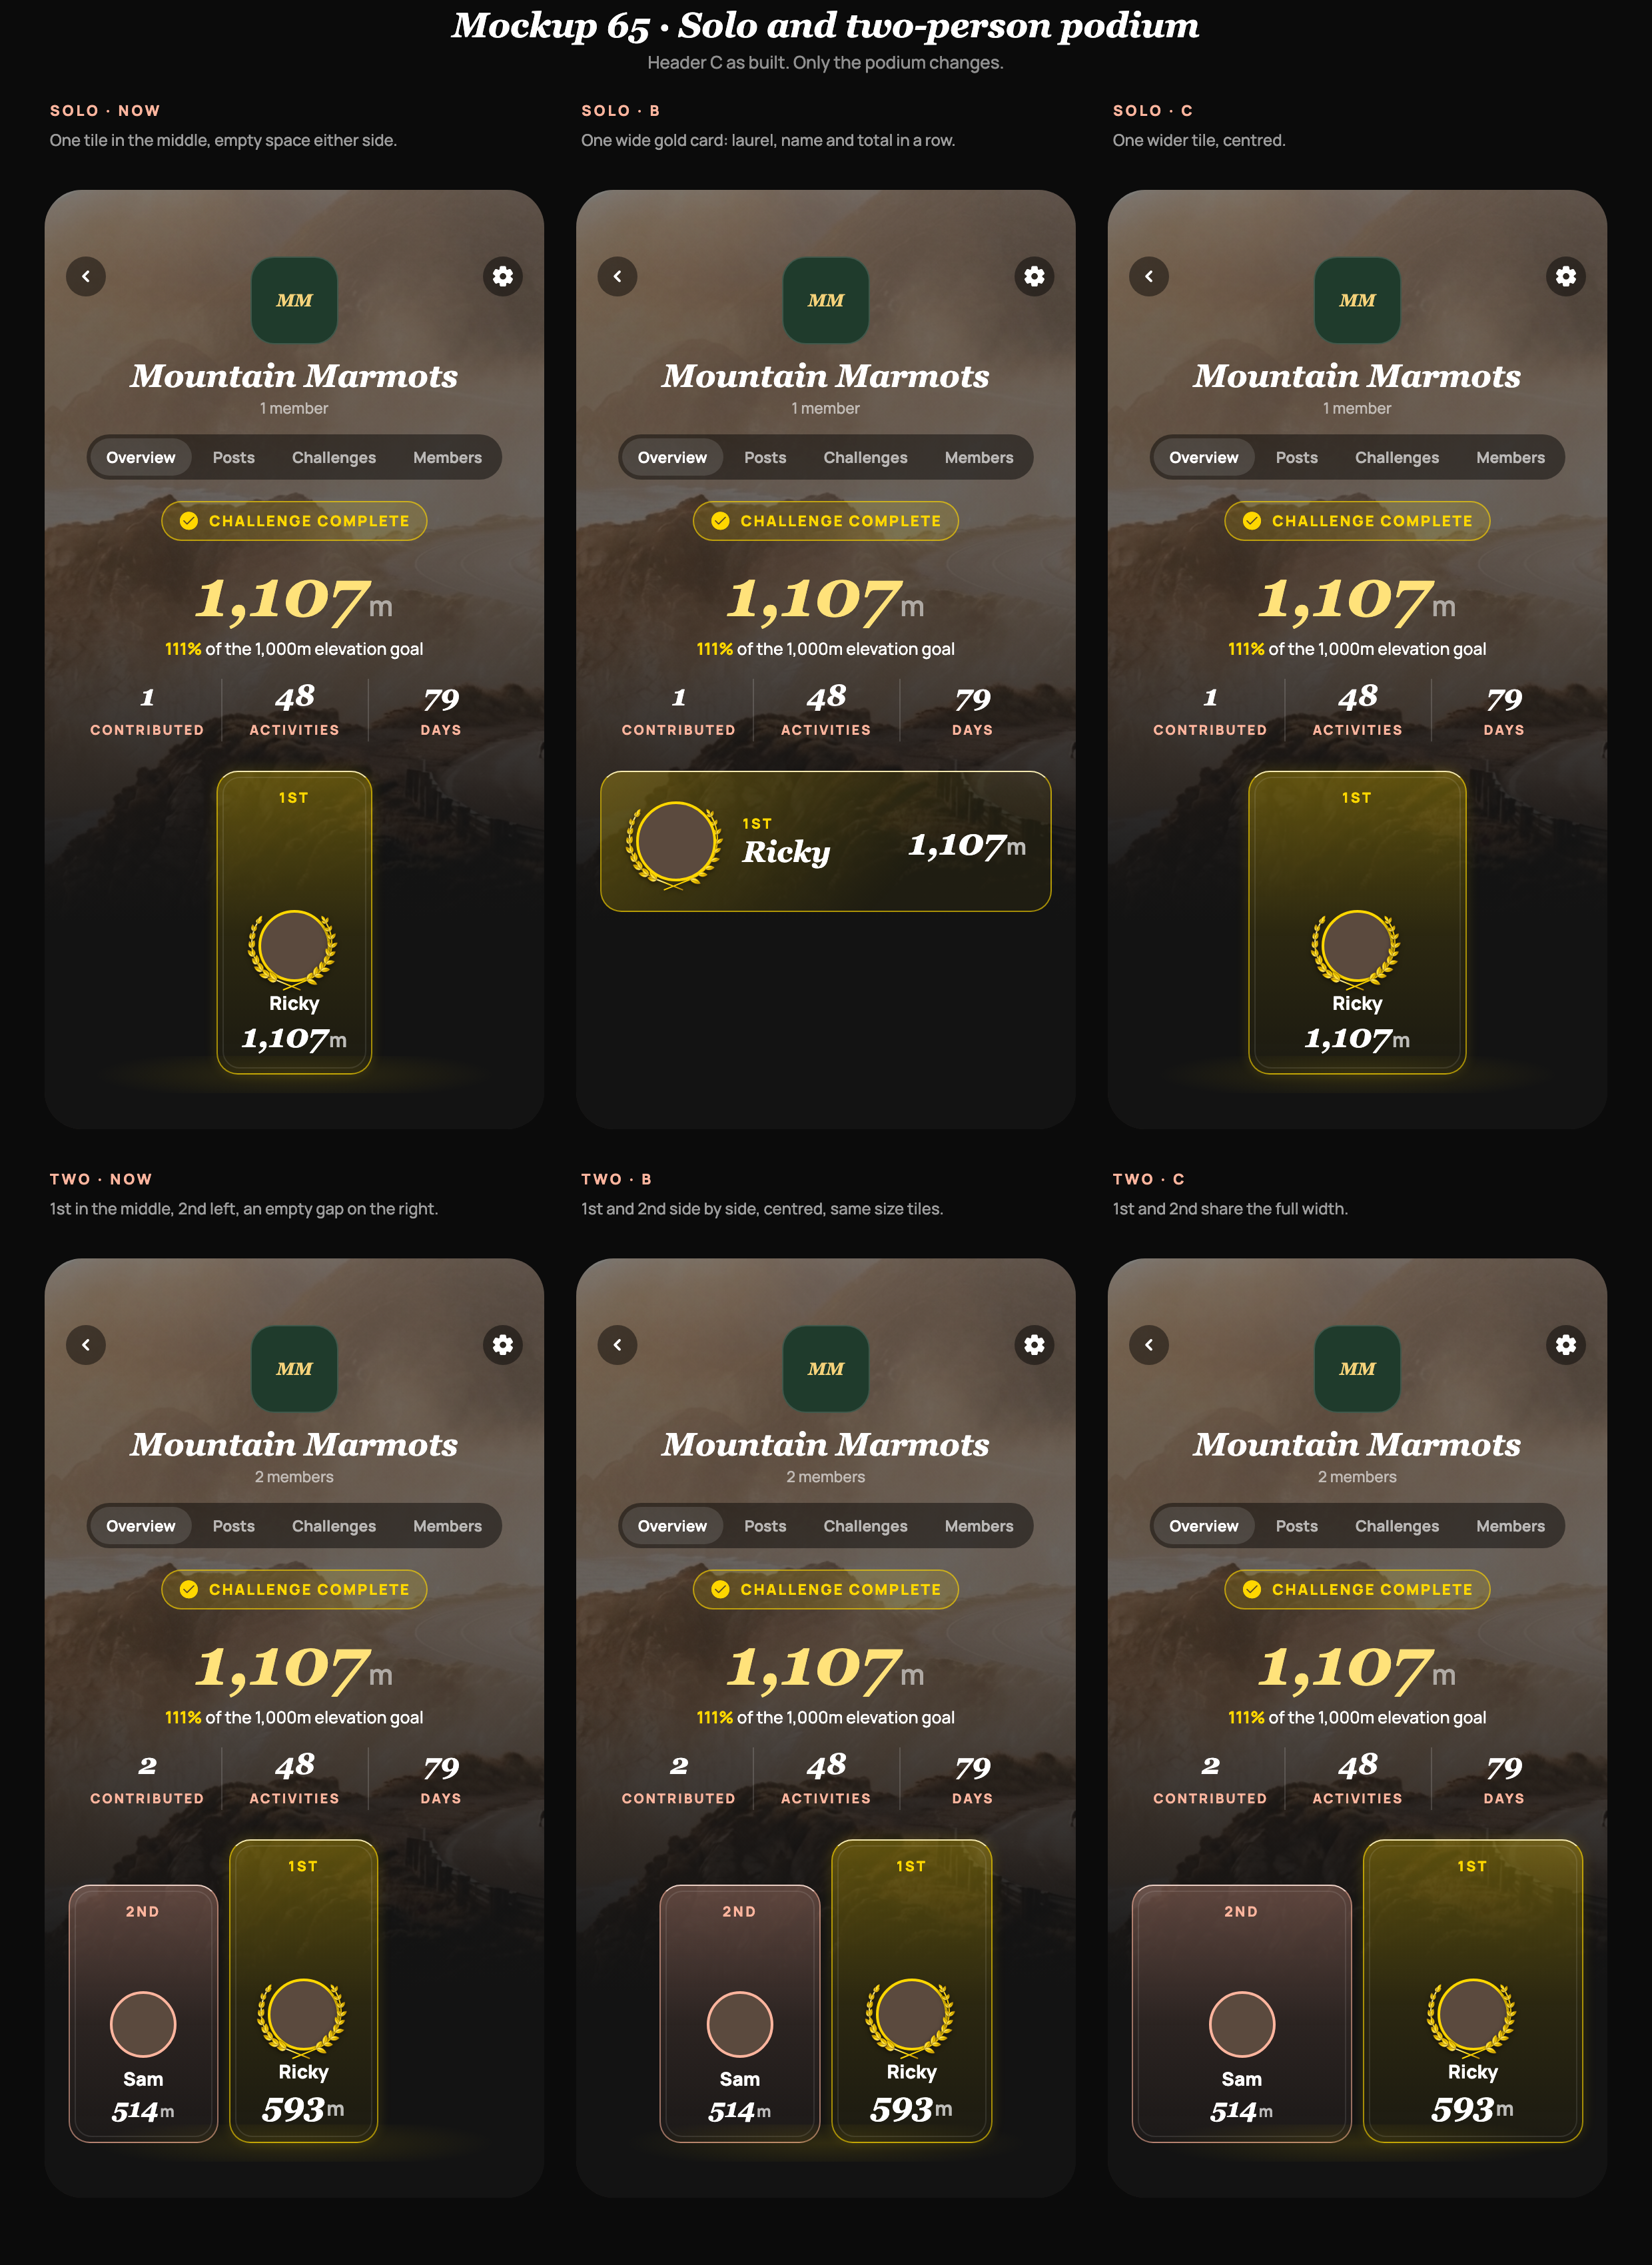 Mockup 65 · Solo and two-person podium
Header C as built. Only the podium changes.
SOLO · NOW
One tile in the middle, empty space either side.
MM
Mountain Marmots
1 member
Overview Posts Challenges Members
CHALLENGE COMPLETE
1,107m
111% of the 1,000m elevation goal
1 48 79
CONTRIBUTED ACTIVITIES DAYS
1ST
Ricky
1,107m
SOLO · B
One wide gold card: laurel, name and total in a row.
MM
Mountain Marmots
1 member
Overview Posts Challenges Members
CHALLENGE COMPLETE
1,107m
111% of the 1,000m elevation goal
1 48 79
CONTRIBUTED ACTIVITIES DAYS
1ST
Ricky 1,107m
SOLO · C
One wider tile, centred.
MM
Mountain Marmots
1 member
Overview Posts Challenges Members
CHALLENGE COMPLETE
1,107m
111% of the 1,000m elevation goal
1 48 79
CONTRIBUTED ACTIVITIES DAYS
1ST
Ricky
1,107m
TWO · NOW
1st in the middle, 2nd left, an empty gap on the right.
MM
Mountain Marmots
2 members
Overview Posts Challenges Members
CHALLENGE COMPLETE
1,107m
111% of the 1,000m elevation goal
2 48 79
CONTRIBUTED ACTIVITIES DAYS
2ND
Sam
514m
1ST
Ricky
593m
TWO · B
1st and 2nd side by side, centred, same size tiles.
MM
Mountain Marmots
2 members
Overview Posts Challenges Members
CHALLENGE COMPLETE
1,107m
111% of the 1,000m elevation goal
2 48 79
CONTRIBUTED ACTIVITIES DAYS
2ND
Sam
514m
1ST
Ricky
593m
TWO · C
1st and 2nd share the full width.
MM
Mountain Marmots
2 members
Overview Posts Challenges Members
CHALLENGE COMPLETE
1,107m
111% of the 1,000m elevation goal
2 48 79
CONTRIBUTED ACTIVITIES DAYS
2ND
Sam
514m
1ST
Ricky
593m